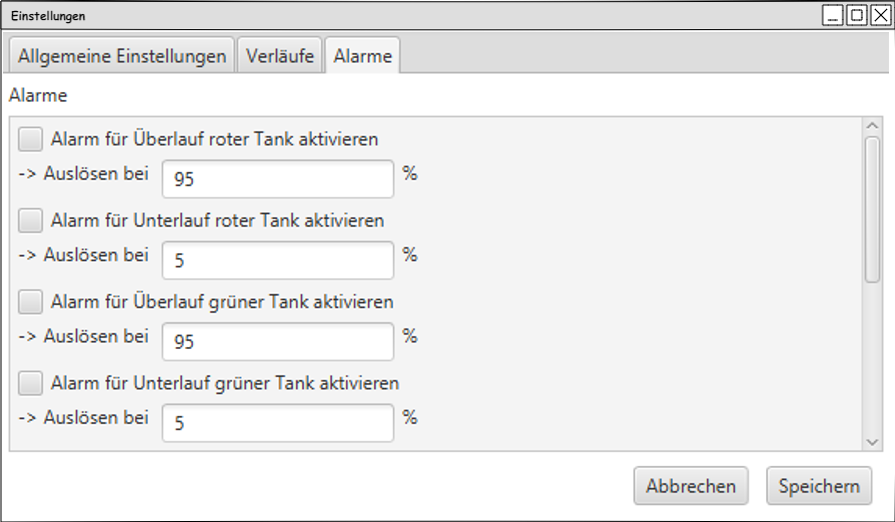 Einstellungen
Allgemeine Einstellungen Verläufe Alarme
Alarme
Alarm für Überlauf roter Tank aktivieren
-> Auslösen bei 95 %
Alarm für Unterlauf roter Tank aktivieren
-> Auslösen bei 5 %
Alarm für Überlauf grüner Tank aktivieren
-> Auslösen bei 95 %
Alarm für Unterlauf grüner Tank aktivieren
-> Auslösen bei 5 %
Abbrechen Speichern